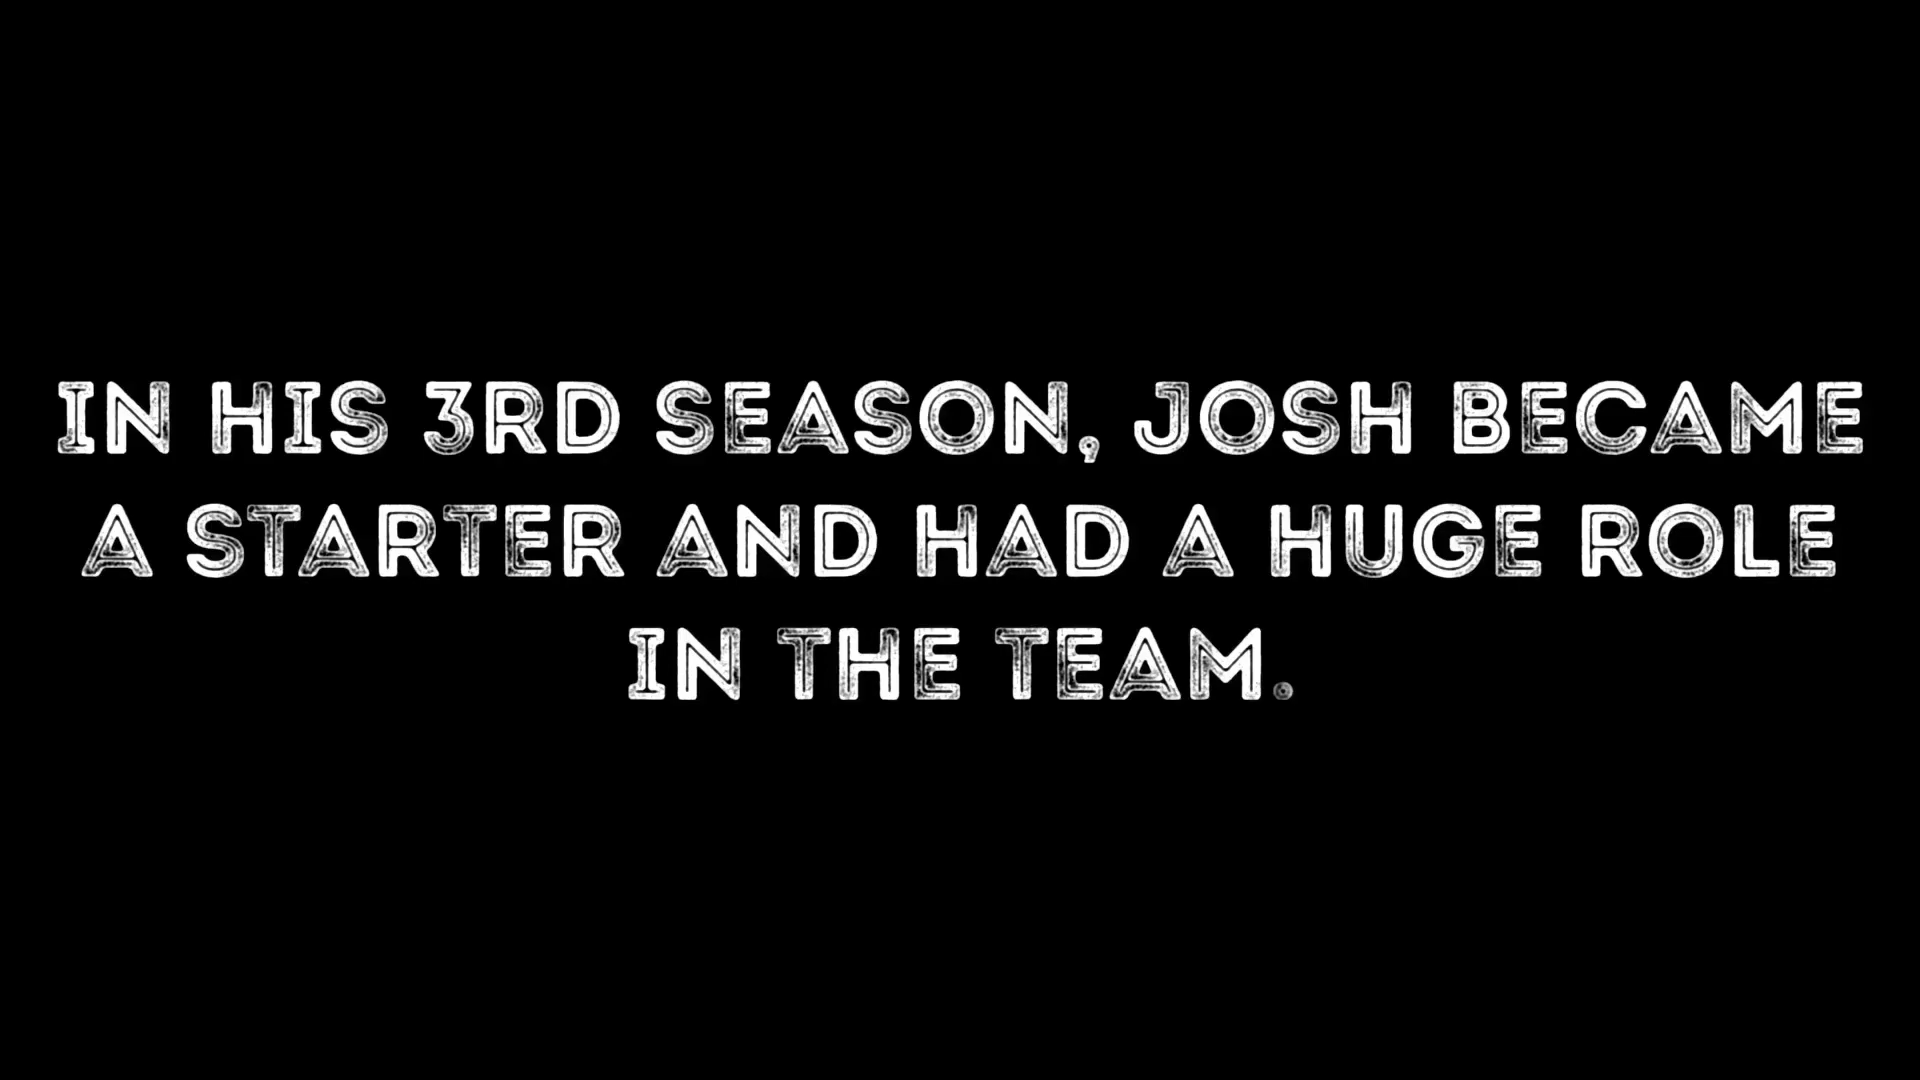 IN HIS 3RD SEASON, JOSH BECAME
A STARTER AND HAD A HUGE ROLE
IN THE TEAM.